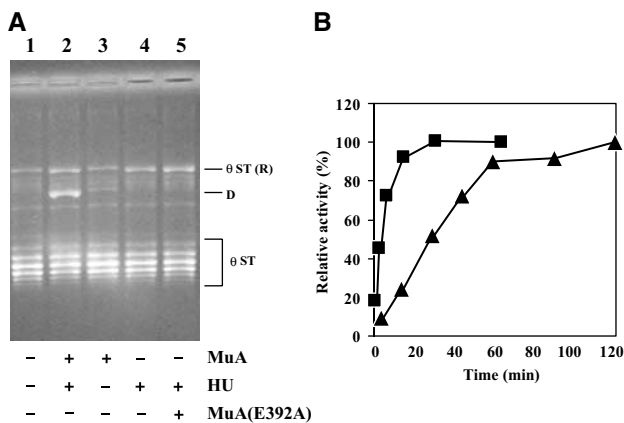 A
1 2 3 4 5
θ ST (R)
D
θ ST
– + + – – MuA
– + – + + HU
– – – – + MuA(E392A)
B
120
100
80
60
40
20
0
Relative activity (%)
0 20 40 60 80 100 120
Time (min)